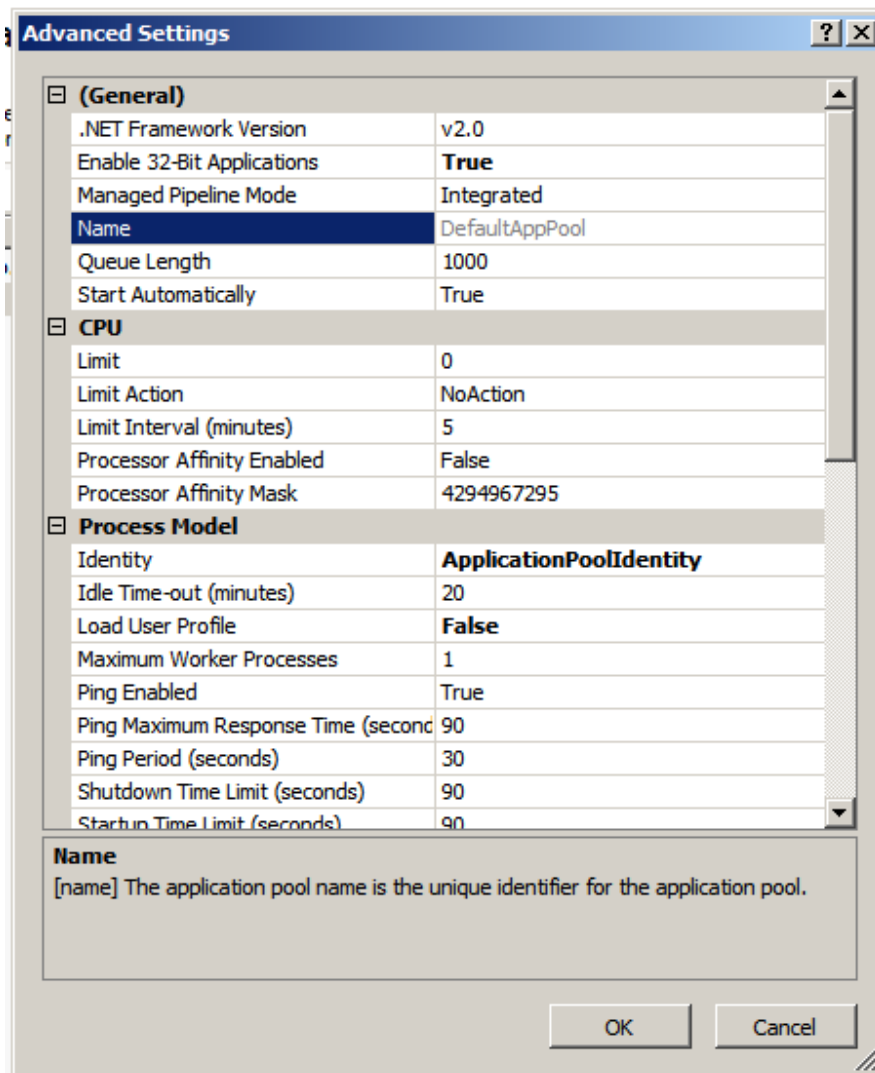 Advanced Settings
(General)
.NET Framework Version v2.0
Enable 32-Bit Applications True
Managed Pipeline Mode Integrated
Name DefaultAppPool
Queue Length 1000
Start Automatically True
CPU
Limit 0
Limit Action NoAction
Limit Interval (minutes) 5
Processor Affinity Enabled False
Processor Affinity Mask 4294967295
Process Model
Identity ApplicationPoolIdentity
Idle Time-out (minutes) 20
Load User Profile False
Maximum Worker Processes 1
Ping Enabled True
Ping Maximum Response Time (second 90
Ping Period (seconds) 30
Shutdown Time Limit (seconds) 90
Startup Time Limit (seconds) 90
Name
[name] The application pool name is the unique identifier for the application pool.
OK Cancel